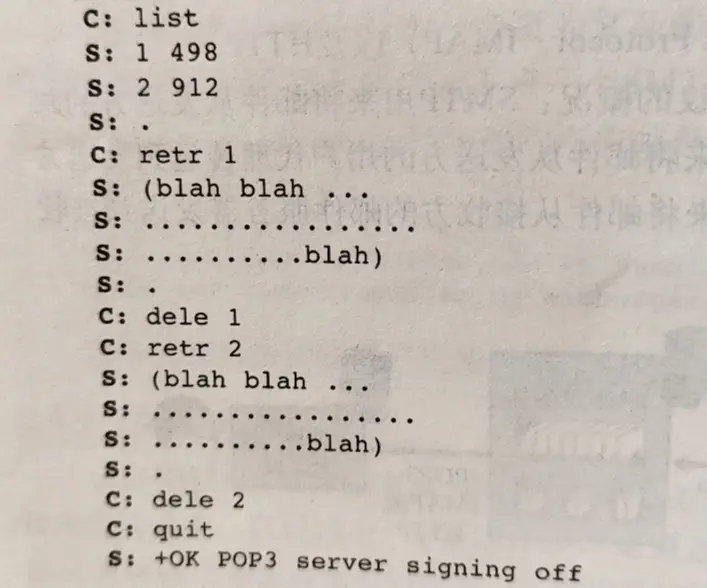 C: list
S: 1 498
S: 2 912
S: .
C: retr 1
S: (blah blah ...
S: .................
S: ..........blah)
S: .
C: dele 1
C: retr 2
S: (blah blah ...
S: .................
S: ..........blah)
S: .
C: dele 2
C: quit
S: +OK POP3 server signing off